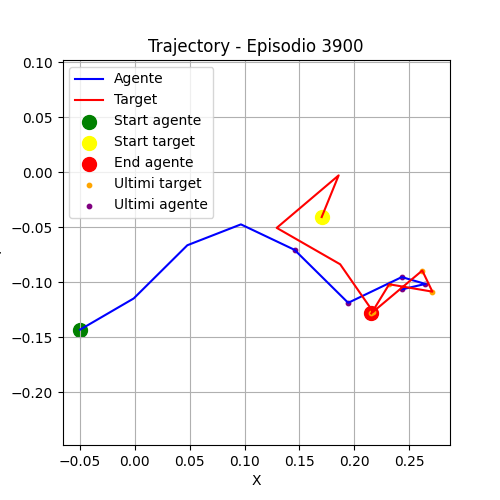 Trajectory - Episodio 3900
Agente
Target
Start agente
Start target
End agente
Ultimi target
Ultimi agente
0.10
0.05
0.00
−0.05
−0.10
−0.15
−0.20
−0.05 0.00 0.05 0.10 0.15 0.20 0.25
X